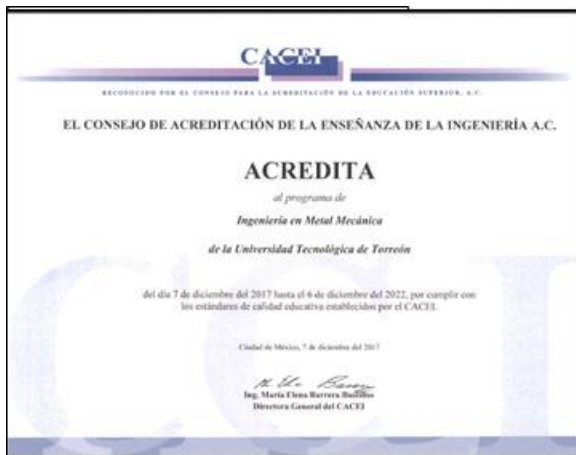 CACEI
RECONOCIDO POR EL CONSEJO PARA LA ACREDITACIÓN DE LA EDUCACIÓN SUPERIOR, A.C.
EL CONSEJO DE ACREDITACIÓN DE LA ENSEÑANZA DE LA INGENIERÍA A.C.
ACREDITA
al programa de
Ingeniería en Metal Mecánica
de la Universidad Tecnológica de Torreón
del día 7 de diciembre del 2017 hasta el 6 de diciembre del 2022, por cumplir con
los estándares de calidad educativa establecidos por el CACEI.
Ciudad de México, 7 de diciembre del 2017
Ing. María Elena Barrera Bustillos
Directora General del CACEI